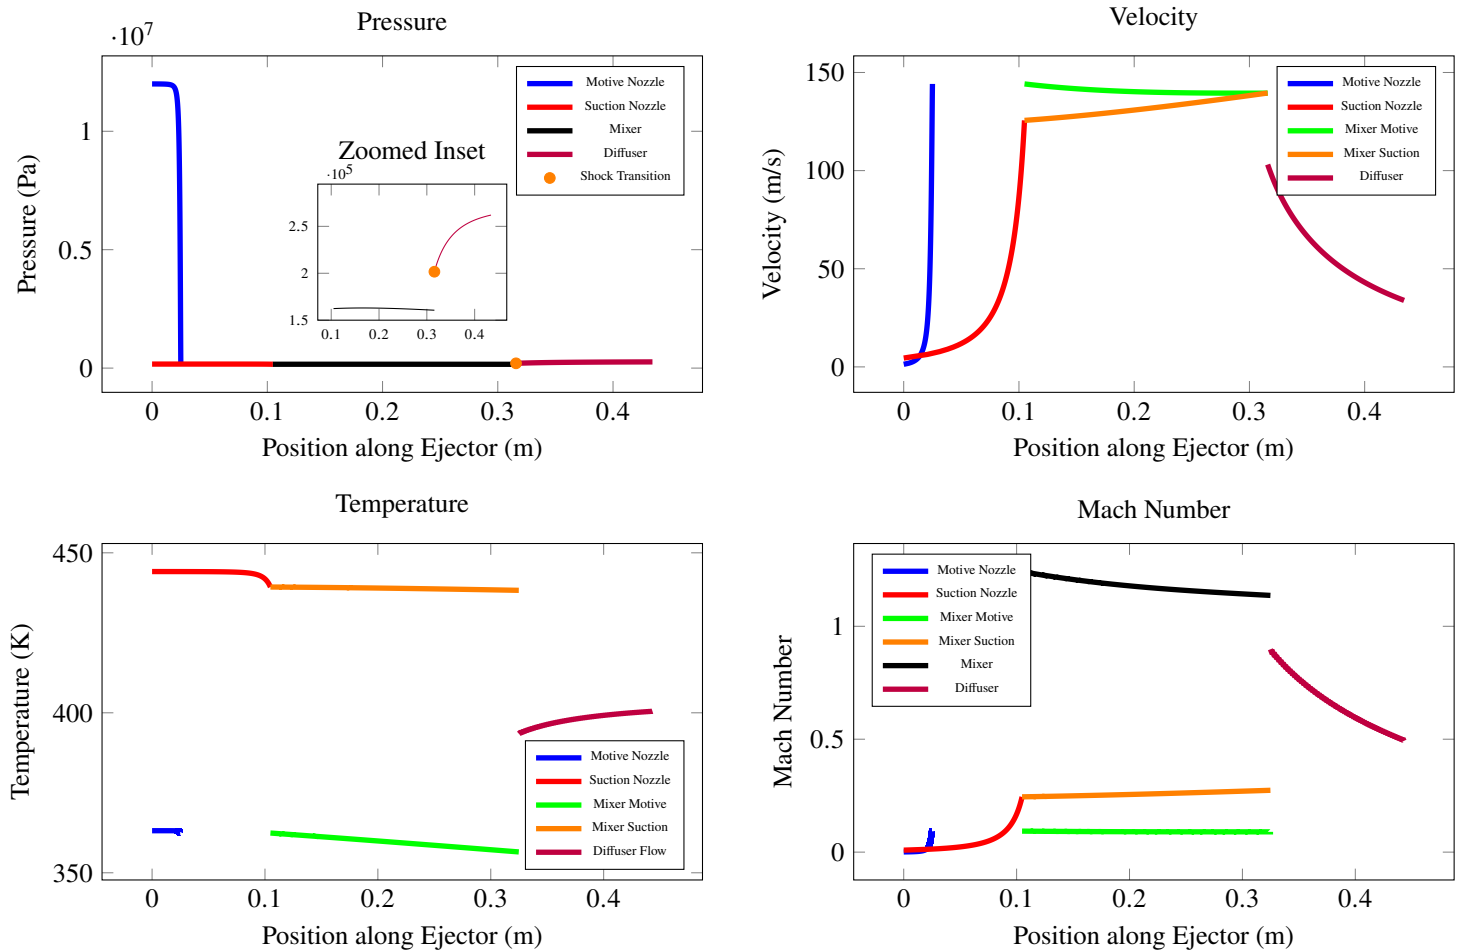 Pressure
·10^7
1
0.5
0
0
0.1
0.2
0.3
0.4
Pressure (Pa)
Position along Ejector (m)
Motive Nozzle
Suction Nozzle
Mixer
Diffuser
Shock Transition
Zoomed Inset
·10^5
2.5
2
1.5
0.1
0.2
0.3
0.4
Velocity
150
100
50
0
0
0.1
0.2
0.3
0.4
Velocity (m/s)
Position along Ejector (m)
Motive Nozzle
Suction Nozzle
Mixer Motive
Mixer Suction
Diffuser
Temperature
450
400
350
0
0.1
0.2
0.3
0.4
Temperature (K)
Position along Ejector (m)
Motive Nozzle
Suction Nozzle
Mixer Motive
Mixer Suction
Diffuser Flow
Mach Number
1
0.5
0
0
0.1
0.2
0.3
0.4
Mach Number
Position along Ejector (m)
Motive Nozzle
Suction Nozzle
Mixer Motive
Mixer Suction
Mixer
Diffuser